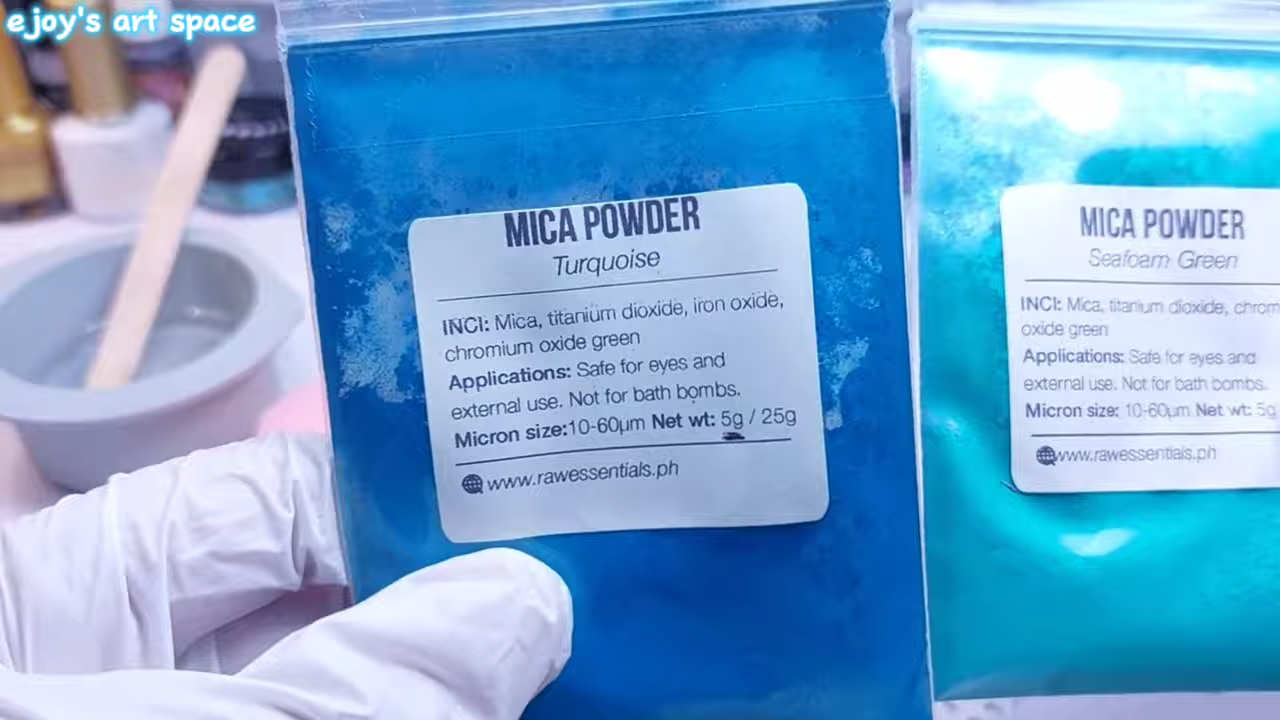 ejoy's art space
MICA POWDER
Turquoise
INCI: Mica, titanium dioxide, iron oxide,
chromium oxide green
Applications: Safe for eyes and
external use. Not for bath bombs.
Micron size:10-60µm Net wt: 5g / 25g
www.rawessentials.ph
MICA POWDER
Seafoam Green
INCI: Mica, titanium dioxide, chrom
oxide green
Applications: Safe for eyes and
external use. Not for bath bombs.
Micron size: 10-60µm Net wt: 5g
www.rawessentials.ph